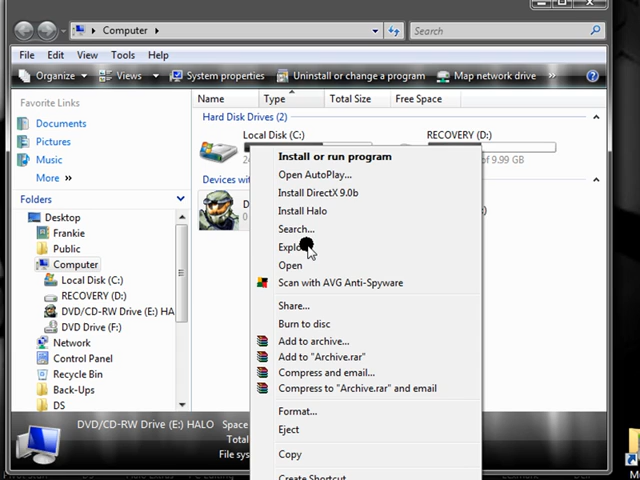 Computer
Search
File Edit View Tools Help
Organize Views System properties Uninstall or change a program Map network drive »
Favorite Links
Documents
Pictures
Music
More »
Folders
Desktop
Frankie
Public
Computer
Local Disk (C:)
RECOVERY (D:)
DVD/CD-RW Drive (E:) HA
DVD Drive (F:)
Network
Control Panel
Recycle Bin
Back-Ups
DS
Name Type Total Size Free Space
Hard Disk Drives (2)
Local Disk (C:)
RECOVERY (D:)
of 9.99 GB
Devices wit
Install or run program
Open AutoPlay...
Install DirectX 9.0b
Install Halo
Search...
Explo
Open
Scan with AVG Anti-Spyware
Share...
Burn to disc
Add to archive...
Add to "Archive.rar"
Compress and email...
Compress to "Archive.rar" and email
Format...
Eject
Copy
Create Shortcut
DVD/CD-RW Drive (E:) HALO Space
Total
File sys